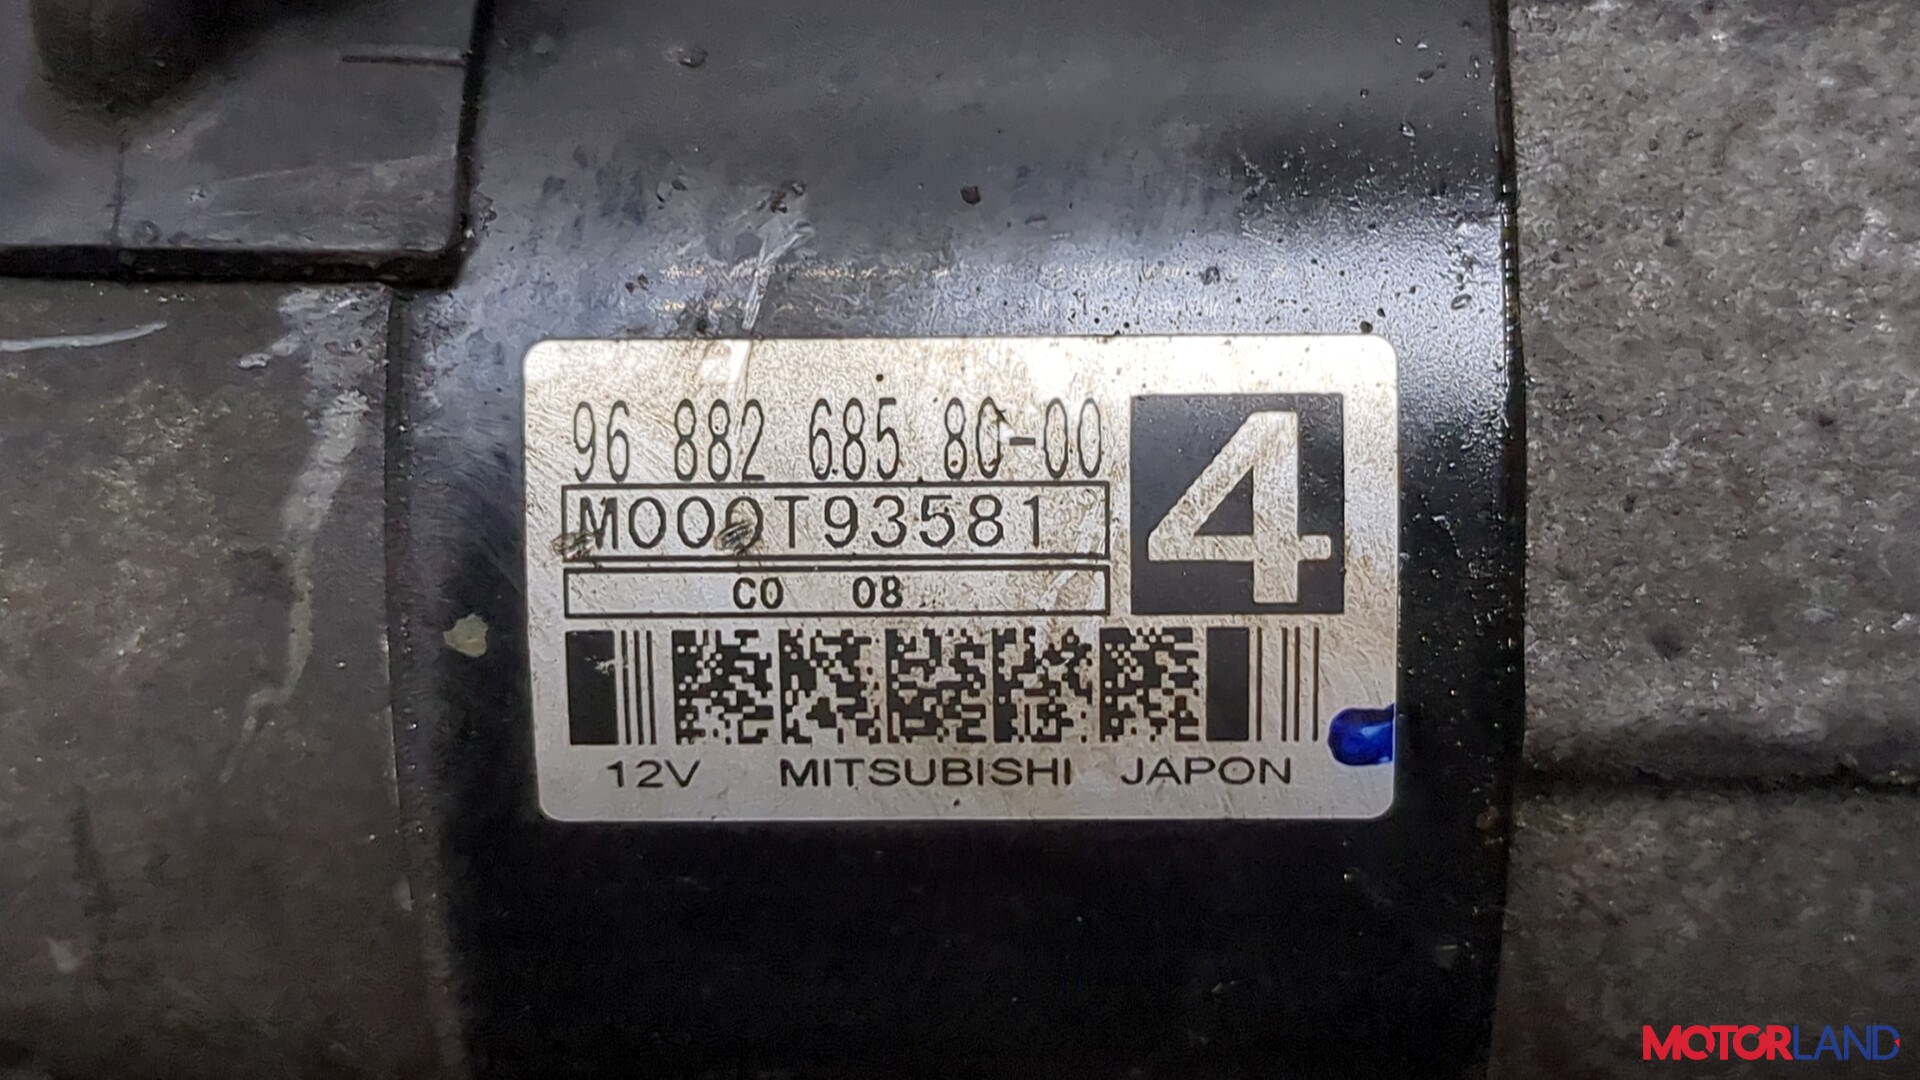 96 882 685 80-00
M000T93581
4
C0 08
12V MITSUBISHI JAPON
MOTORLAND